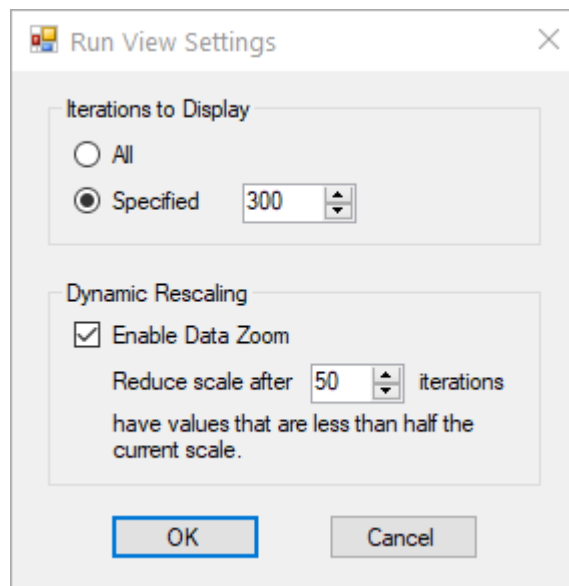 Run View Settings
Iterations to Display
All
Specified 300
Dynamic Rescaling
Enable Data Zoom
Reduce scale after 50 iterations
have values that are less than half the
current scale.
OK Cancel